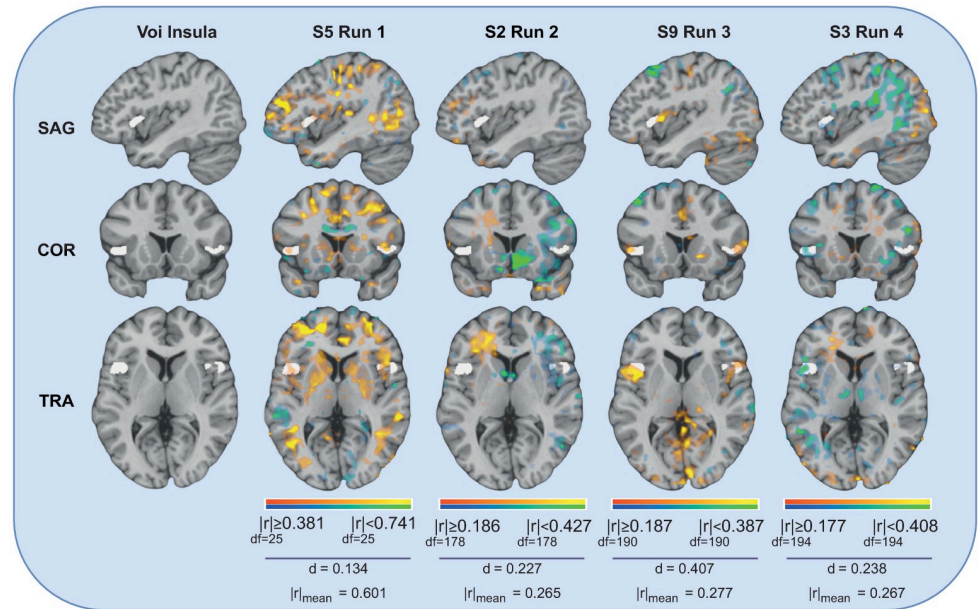 Voi Insula S5 Run 1 S2 Run 2 S9 Run 3 S3 Run 4
SAG
COR
TRA
|r|≥0.381 |r|<0.741 |r|≥0.186 |r|<0.427 |r|≥0.187 |r|<0.387 |r|≥0.177 |r|<0.408
df=25 df=25 df=178 df=178 df=190 df=190 df=194 df=194
d = 0.134 d = 0.227 d = 0.407 d = 0.238
|r|mean = 0.601 |r|mean = 0.265 |r|mean = 0.277 |r|mean = 0.267